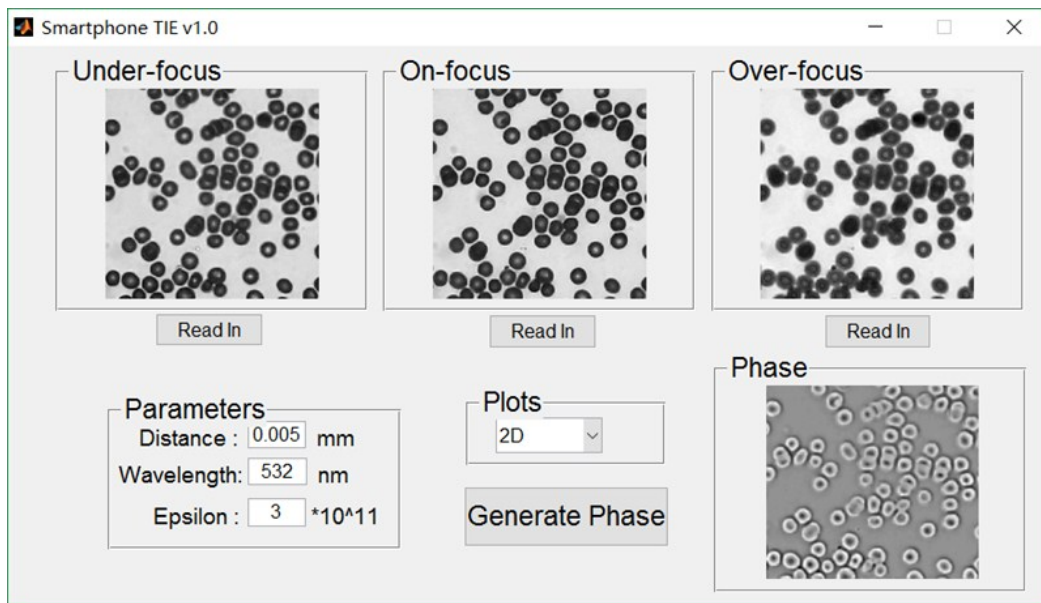 Smartphone TIE v1.0
Under-focus
On-focus
Over-focus
Read In
Read In
Read In
Parameters
Distance : 0.005 mm
Wavelength: 532 nm
Epsilon : 3 *10^11
Plots
2D
Generate Phase
Phase